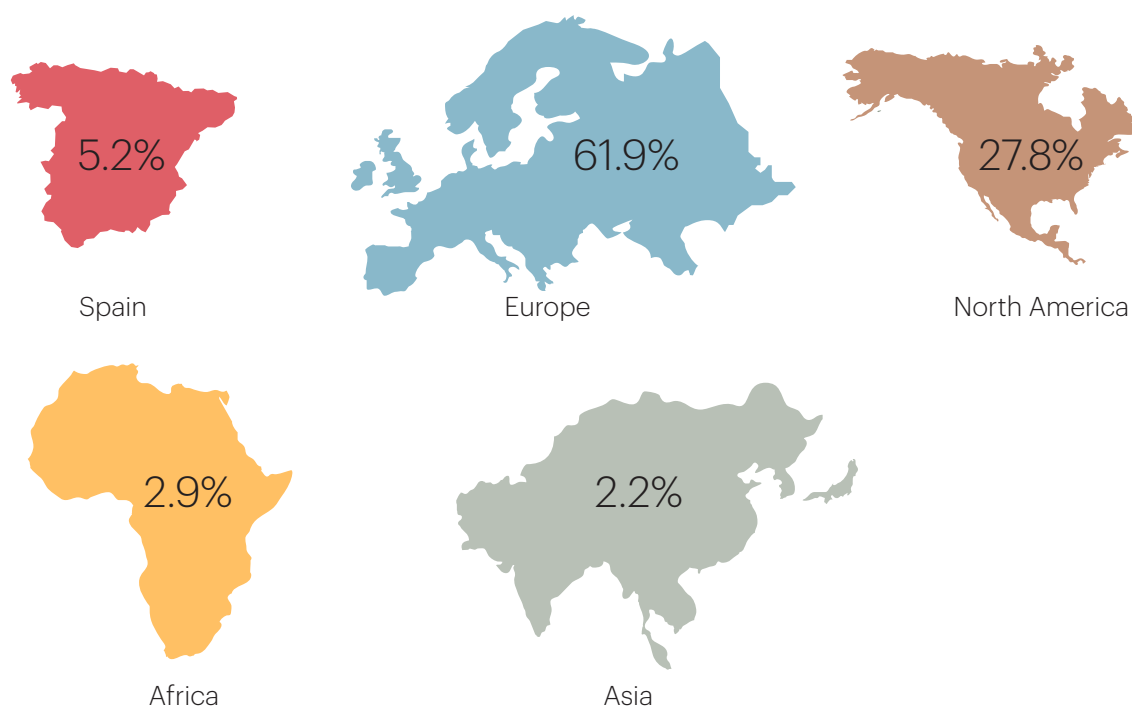 5.2%
61.9%
27.8%
Spain
Europe
North America
2.9%
2.2%
Africa
Asia